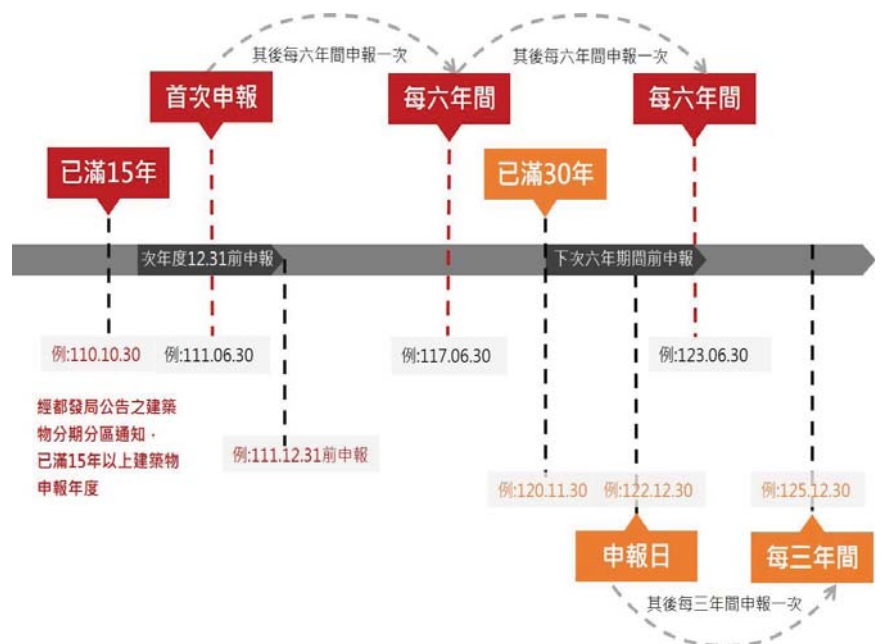 其後每六年間申報一次
其後每六年間申報一次
首次申報
每六年間
每六年間
已滿15年
已滿30年
次年度12.31前申報
下次六年期間前申報
例:110.10.30
例:111.06.30
例:117.06.30
例:123.06.30
經都發局公告之建築
物分期分區通知，
已滿15年以上建築物
申報年度
例:111.12.31前申報
例:120.11.30
例:122.12.30
例:125.12.30
申報日
每三年間
其後每三年間申報一次